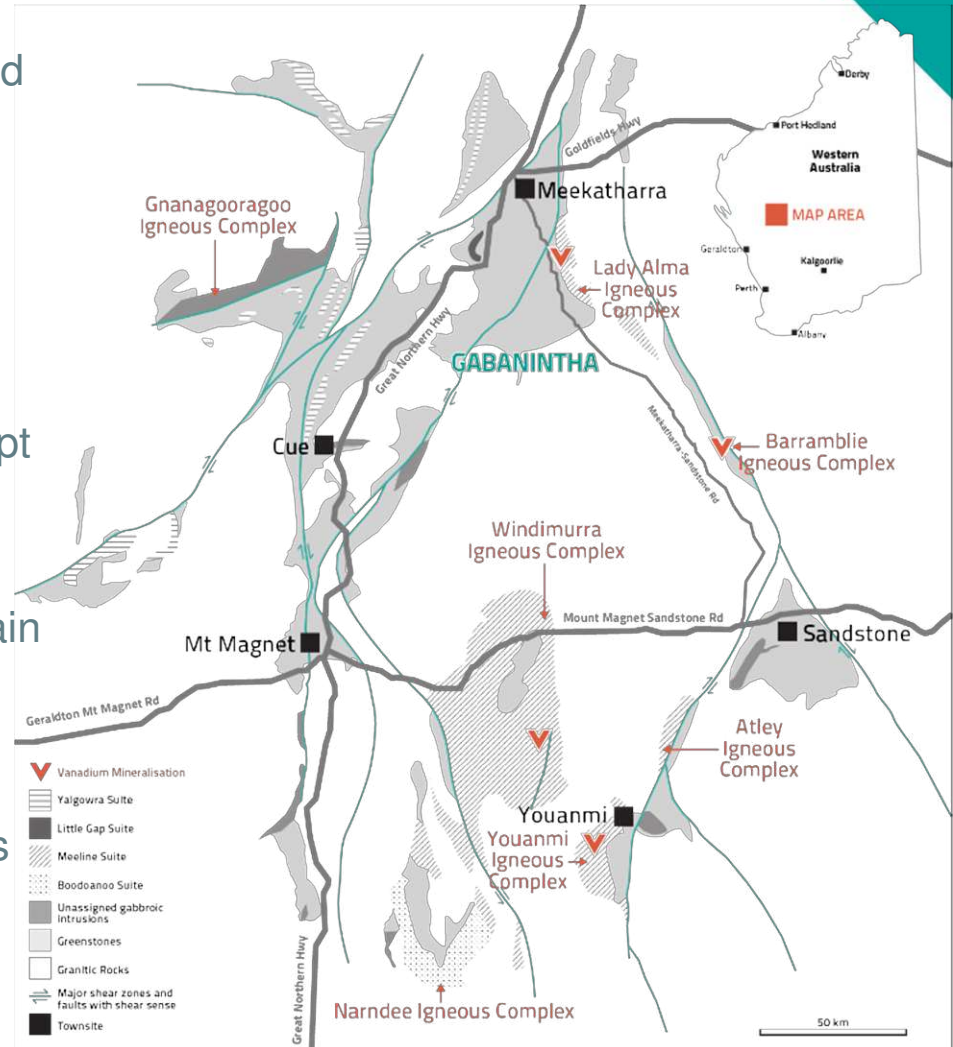 d
pt
ain
s
Derby
Port Hedland
Western
Australia
MAP AREA
Geraldton
Kalgoorlie
Perth
Albany
Goldfields Hwy
Meekatharra
Gnanagooragoo
Igneous Complex
Lady Alma
Igneous
Complex
Great Northern Hwy
GABANINTHA
Meekatharra-Sandstone Rd
Cue
Barramblie
Igneous Complex
Windimurra
Igneous Complex
Mount Magnet Sandstone Rd
Mt Magnet
Sandstone
Geraldton Mt Magnet Rd
Atley
Igneous
Complex
Youanmi
Youanmi
Igneous
Complex
Narndee Igneous Complex
Great Northern Hwy
Vanadium Mineralisation
Yalgowra Suite
Little Gap Suite
Meeline Suite
Boodoanoo Suite
Unassigned gabbroic
intrusions
Greenstones
Granitic Rocks
Major shear zones and
faults with shear sense
Townsite
50 km